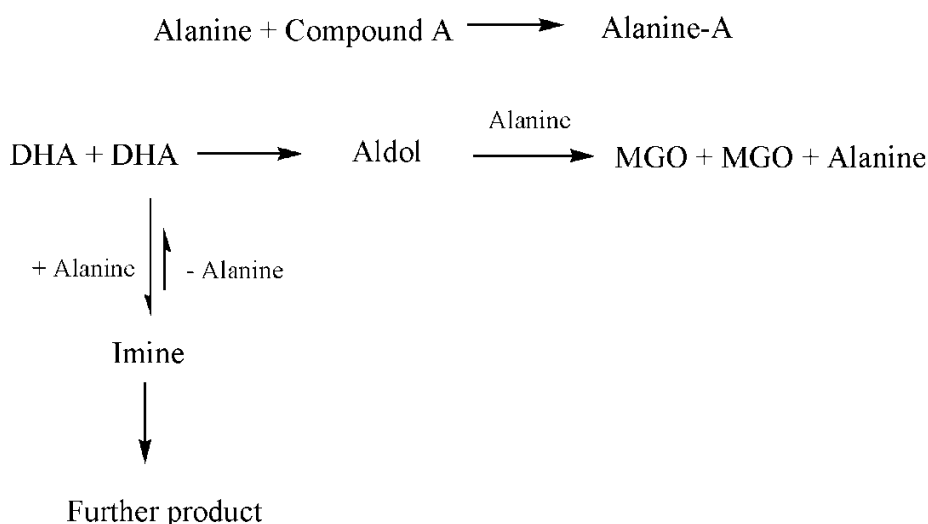 Alanine + Compound A Alanine-A
Alanine
DHA + DHA Aldol MGO + MGO + Alanine
+ Alanine - Alanine
Imine
Further product